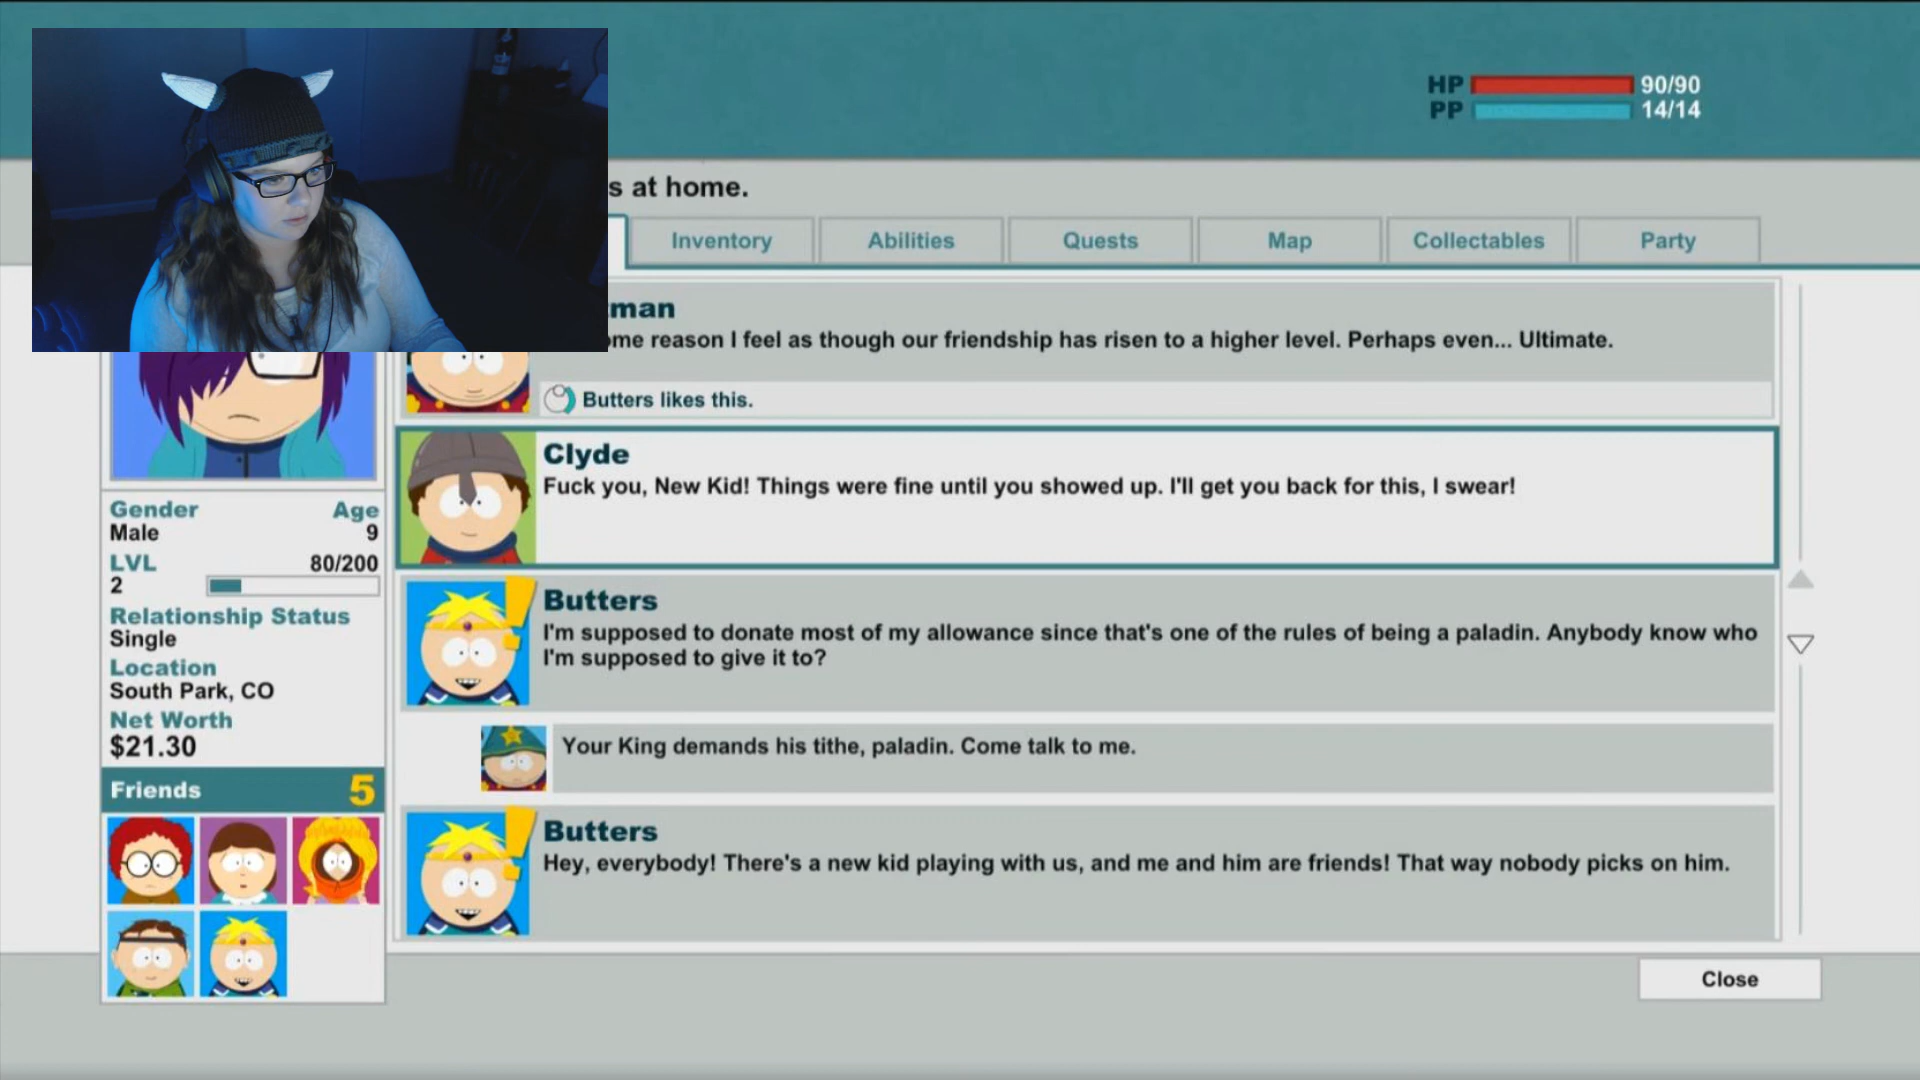 HP 90/90
PP 14/14
s at home.
Inventory Abilities Quests Map Collectables Party
tman
ome reason I feel as though our friendship has risen to a higher level. Perhaps even... Ultimate.
Butters likes this.
Clyde
Fuck you, New Kid! Things were fine until you showed up. I'll get you back for this, I swear!
Butters
I'm supposed to donate most of my allowance since that's one of the rules of being a paladin. Anybody know who
I'm supposed to give it to?
Your King demands his tithe, paladin. Come talk to me.
Butters
Hey, everybody! There's a new kid playing with us, and me and him are friends! That way nobody picks on him.
Gender Age
Male 9
LVL 80/200
2
Relationship Status
Single
Location
South Park, CO
Net Worth
$21.30
Friends 5
Close